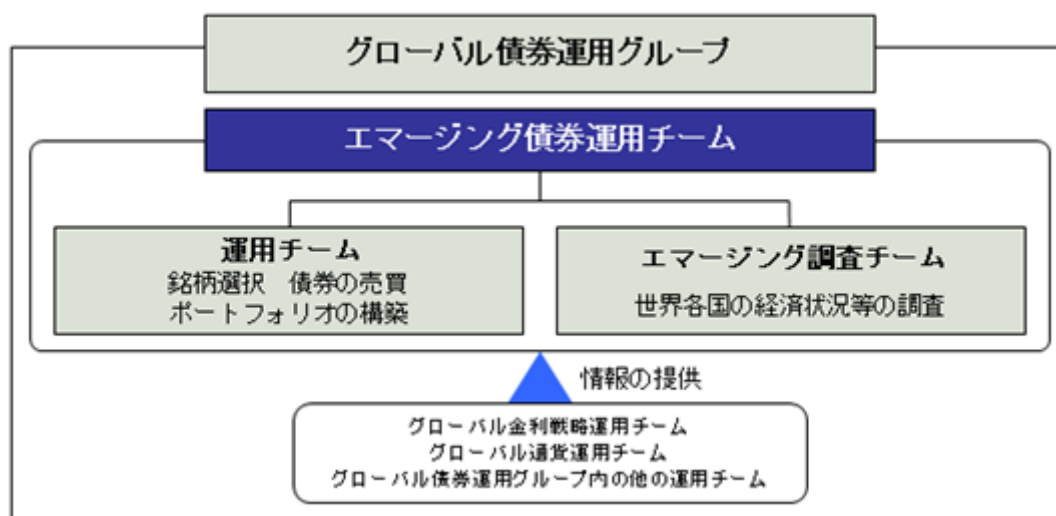 グローバル債券運用グループ
エマージング債券運用チーム
運用チーム
銘柄選択　債券の売買
ポートフォリオの構築
エマージング調査チーム
世界各国の経済状況等の調査
情報の提供
グローバル金利戦略運用チーム
グローバル通貨運用チーム
グローバル債券運用グループ内の他の運用チーム